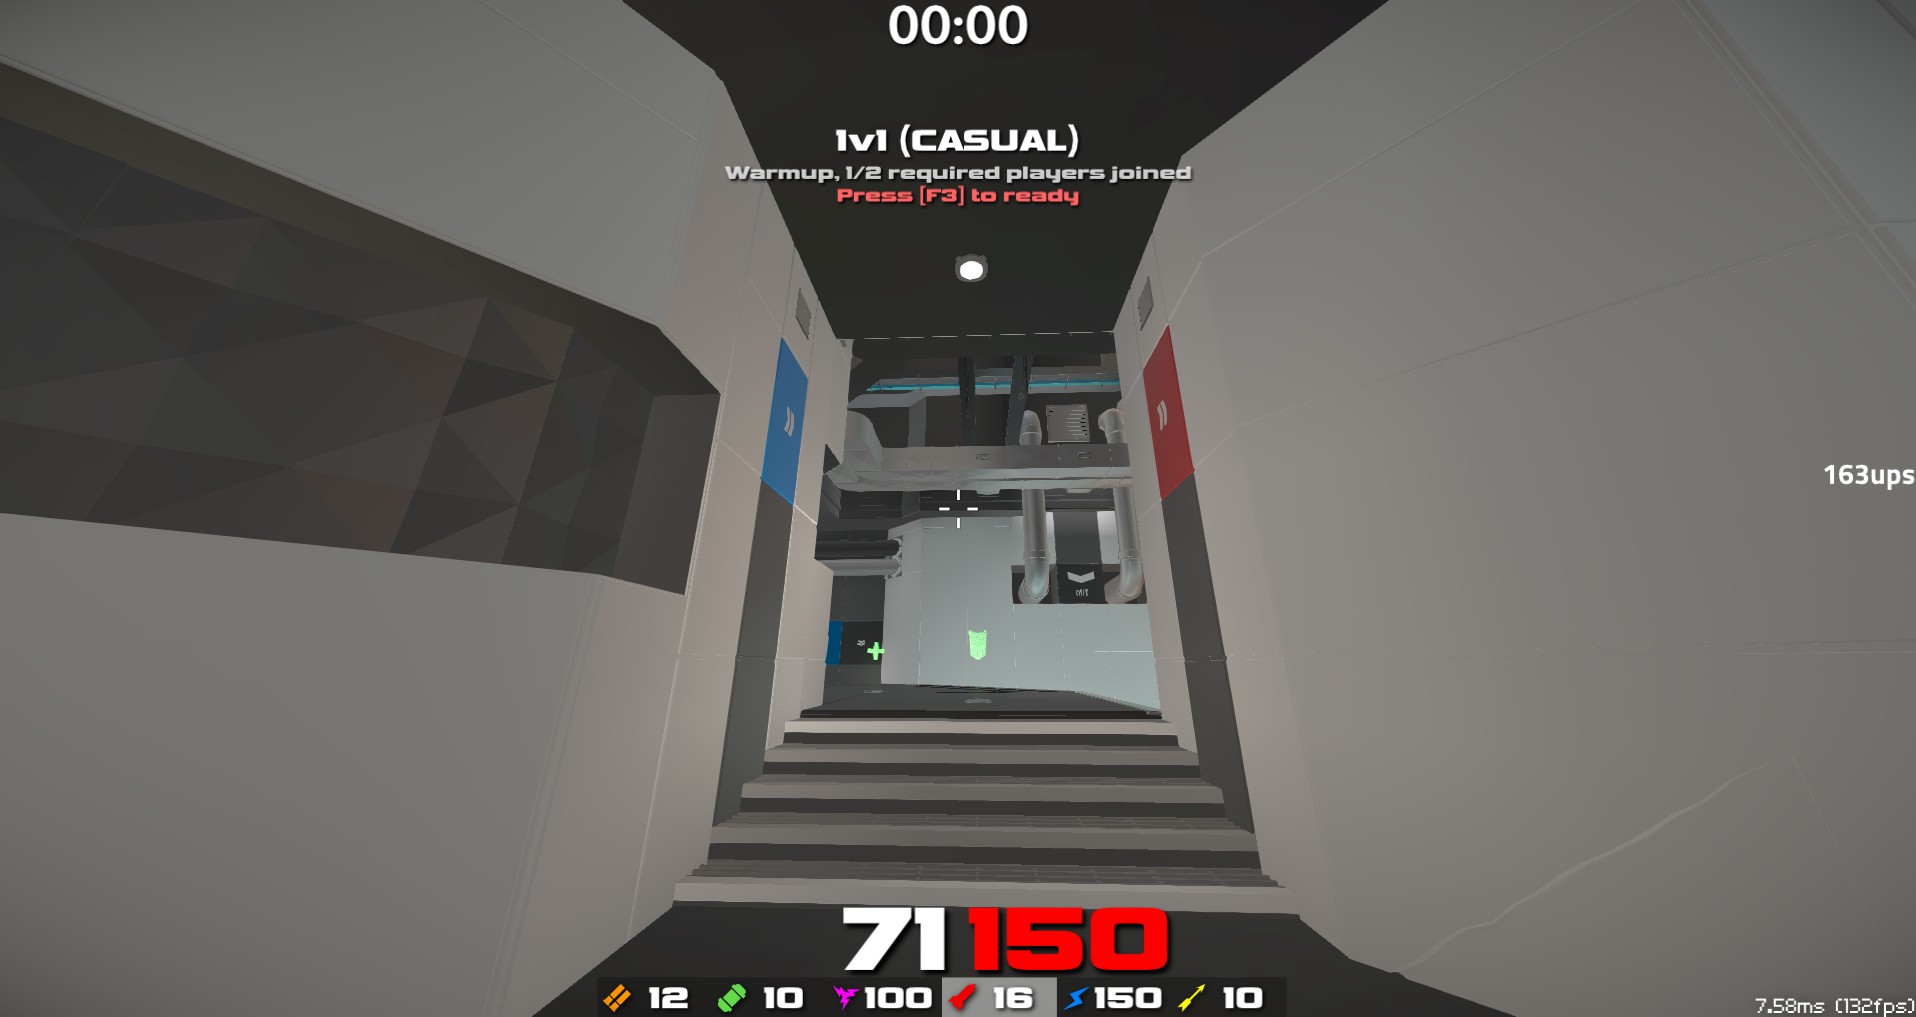 00:00
1v1 (CASUAL)
Warmup, 1/2 required players joined
Press [F3] to ready
163ups
71 150
12 10 100 16 150 10
7.58ms (132fps)